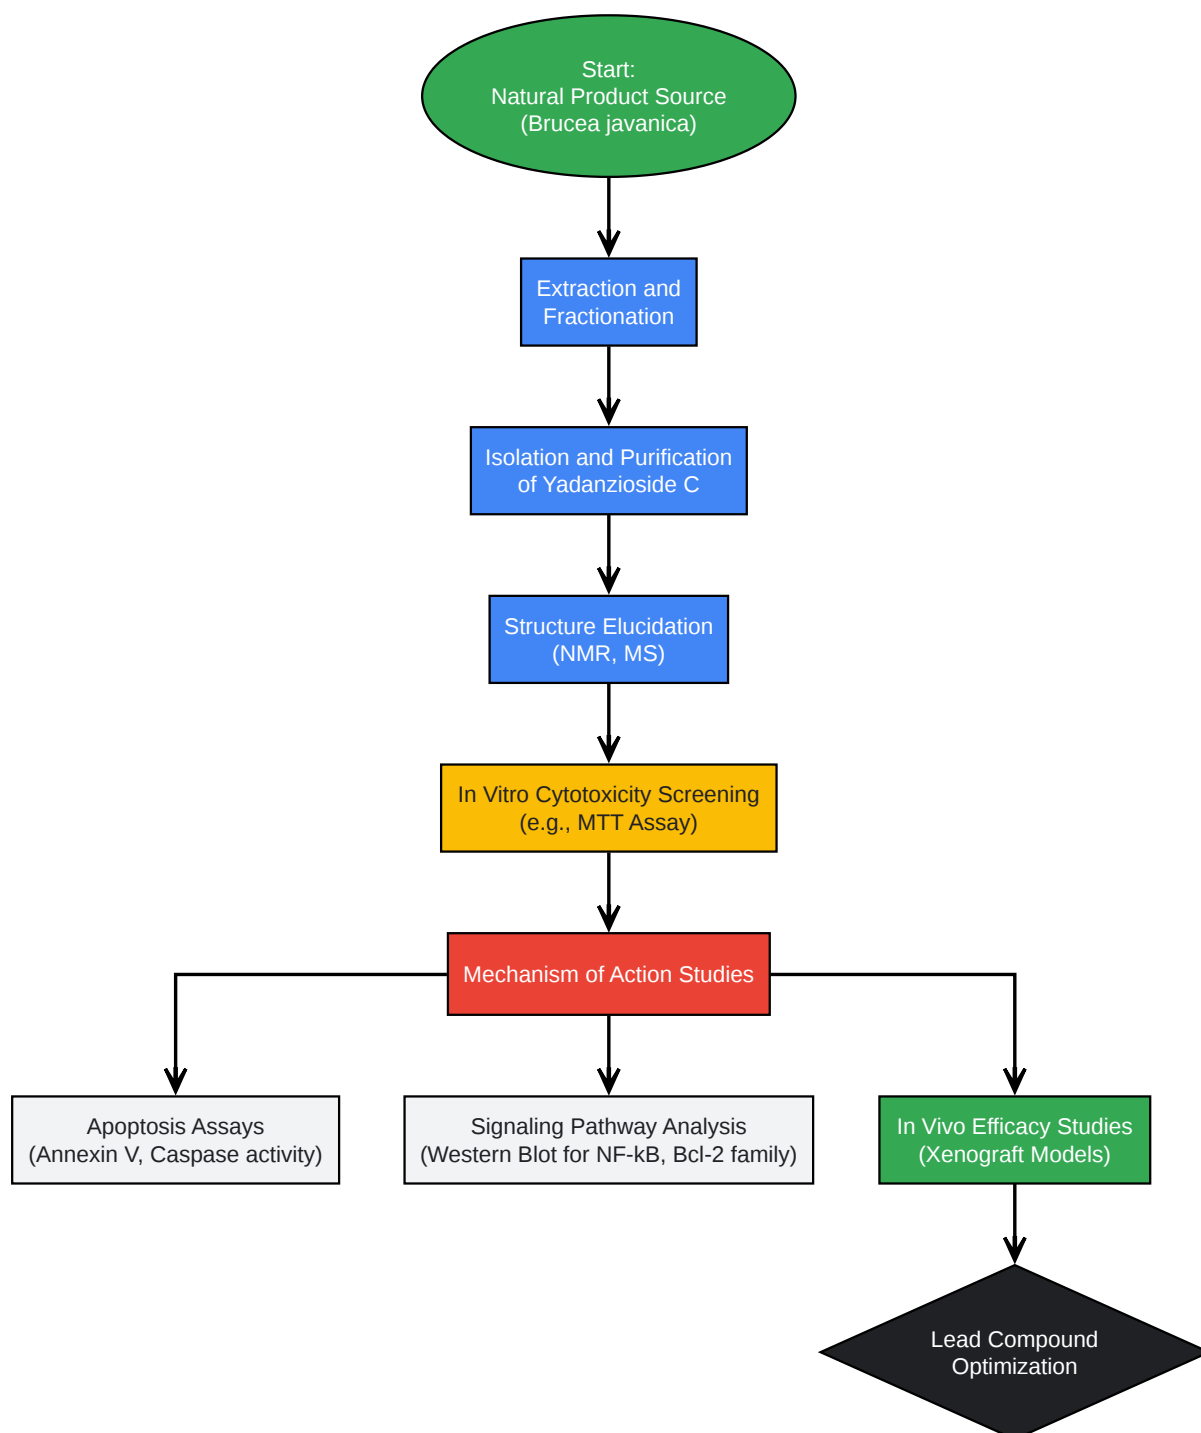 Start:
Natural Product Source
(Brucea javanica)
Extraction and
Fractionation
Isolation and Purification
of Yadanzioside C
Structure Elucidation
(NMR, MS)
In Vitro Cytotoxicity Screening
(e.g., MTT Assay)
Mechanism of Action Studies
Apoptosis Assays
(Annexin V, Caspase activity)
Signaling Pathway Analysis
(Western Blot for NF-kB, Bcl-2 family)
In Vivo Efficacy Studies
(Xenograft Models)
Lead Compound
Optimization